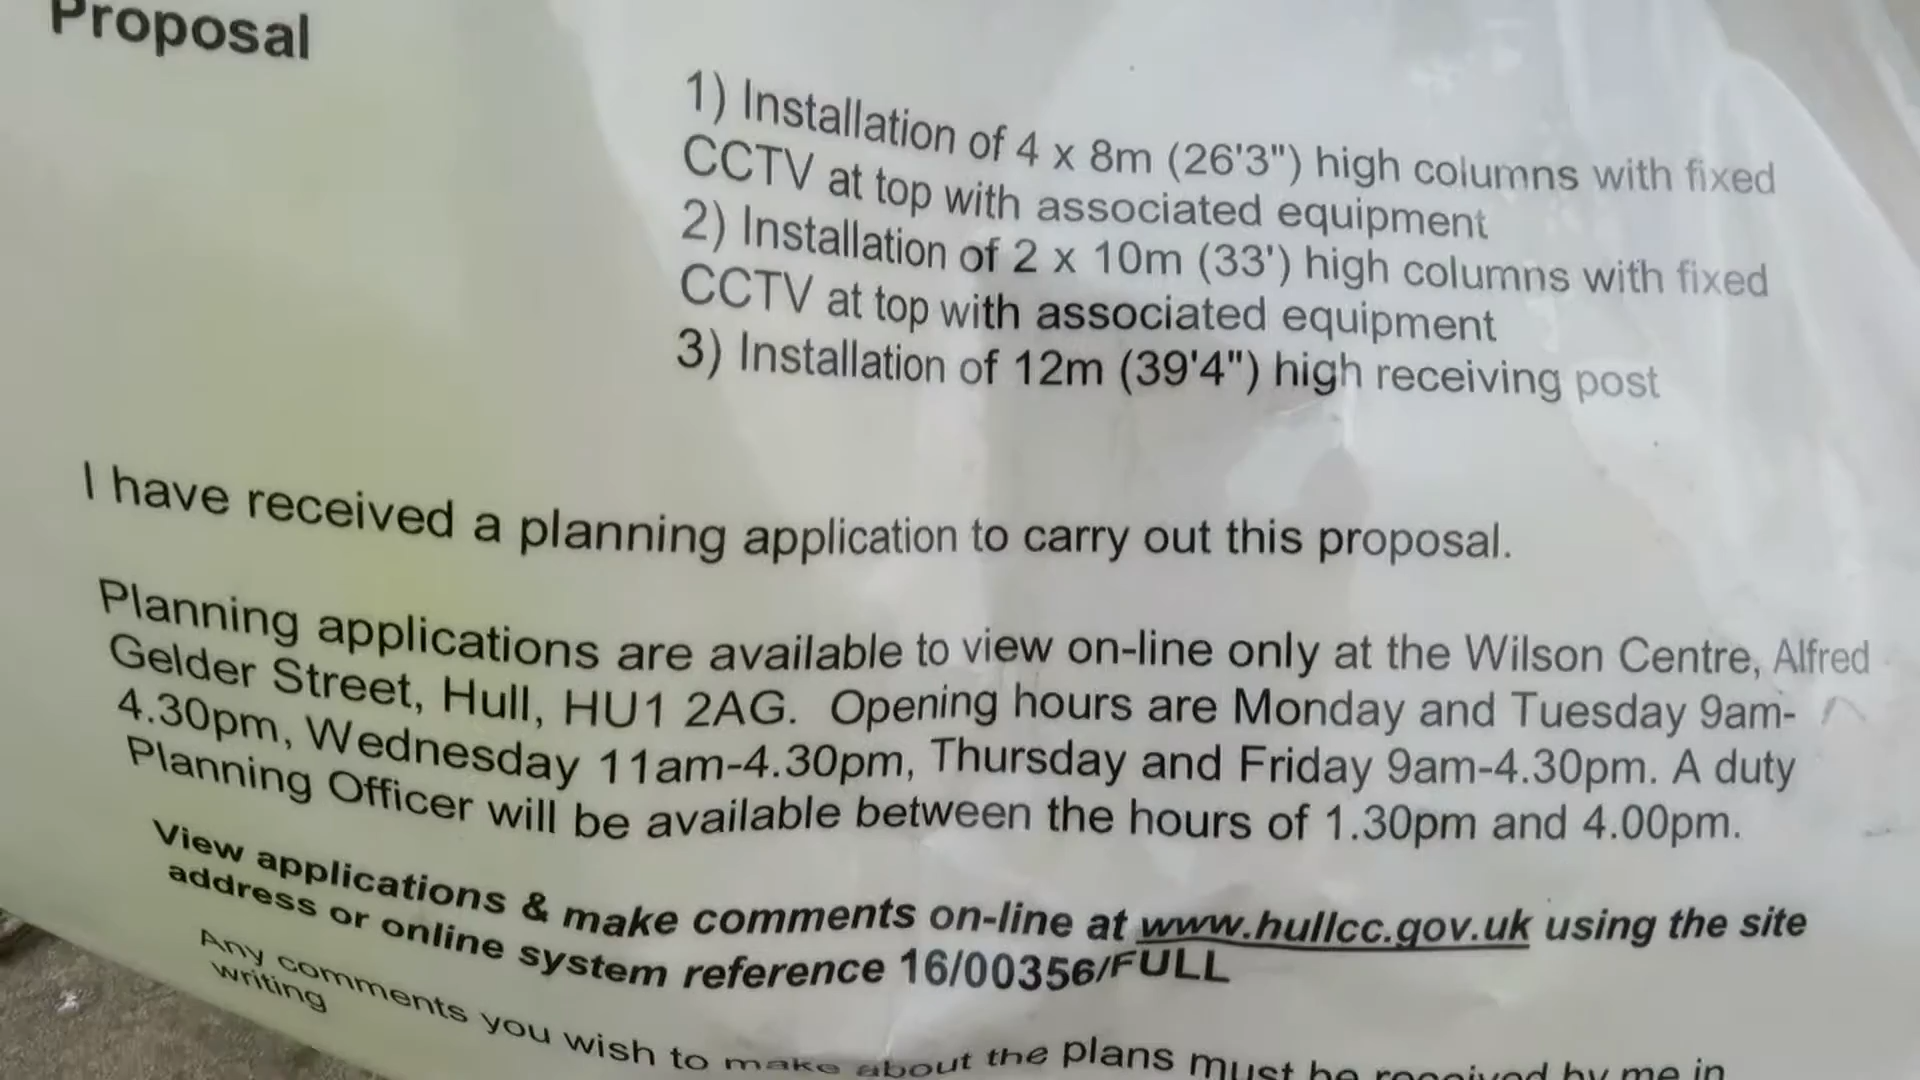 Proposal
1) Installation of 4 x 8m (26'3") high columns with fixed
CCTV at top with associated equipment
2) Installation of 2 x 10m (33') high columns with fixed
CCTV at top with associated equipment
3) Installation of 12m (39'4") high receiving post
I have received a planning application to carry out this proposal.
Planning applications are available to view on-line only at the Wilson Centre, Alfred
Gelder Street, Hull, HU1 2AG. Opening hours are Monday and Tuesday 9am-
4.30pm, Wednesday 11am-4.30pm, Thursday and Friday 9am-4.30pm. A duty
Planning Officer will be available between the hours of 1.30pm and 4.00pm.
View applications & make comments on-line at www.hullcc.gov.uk using the site
address or online system reference 16/00356/FULL
Any comments you wish to make about the plans must be received by me in
writing